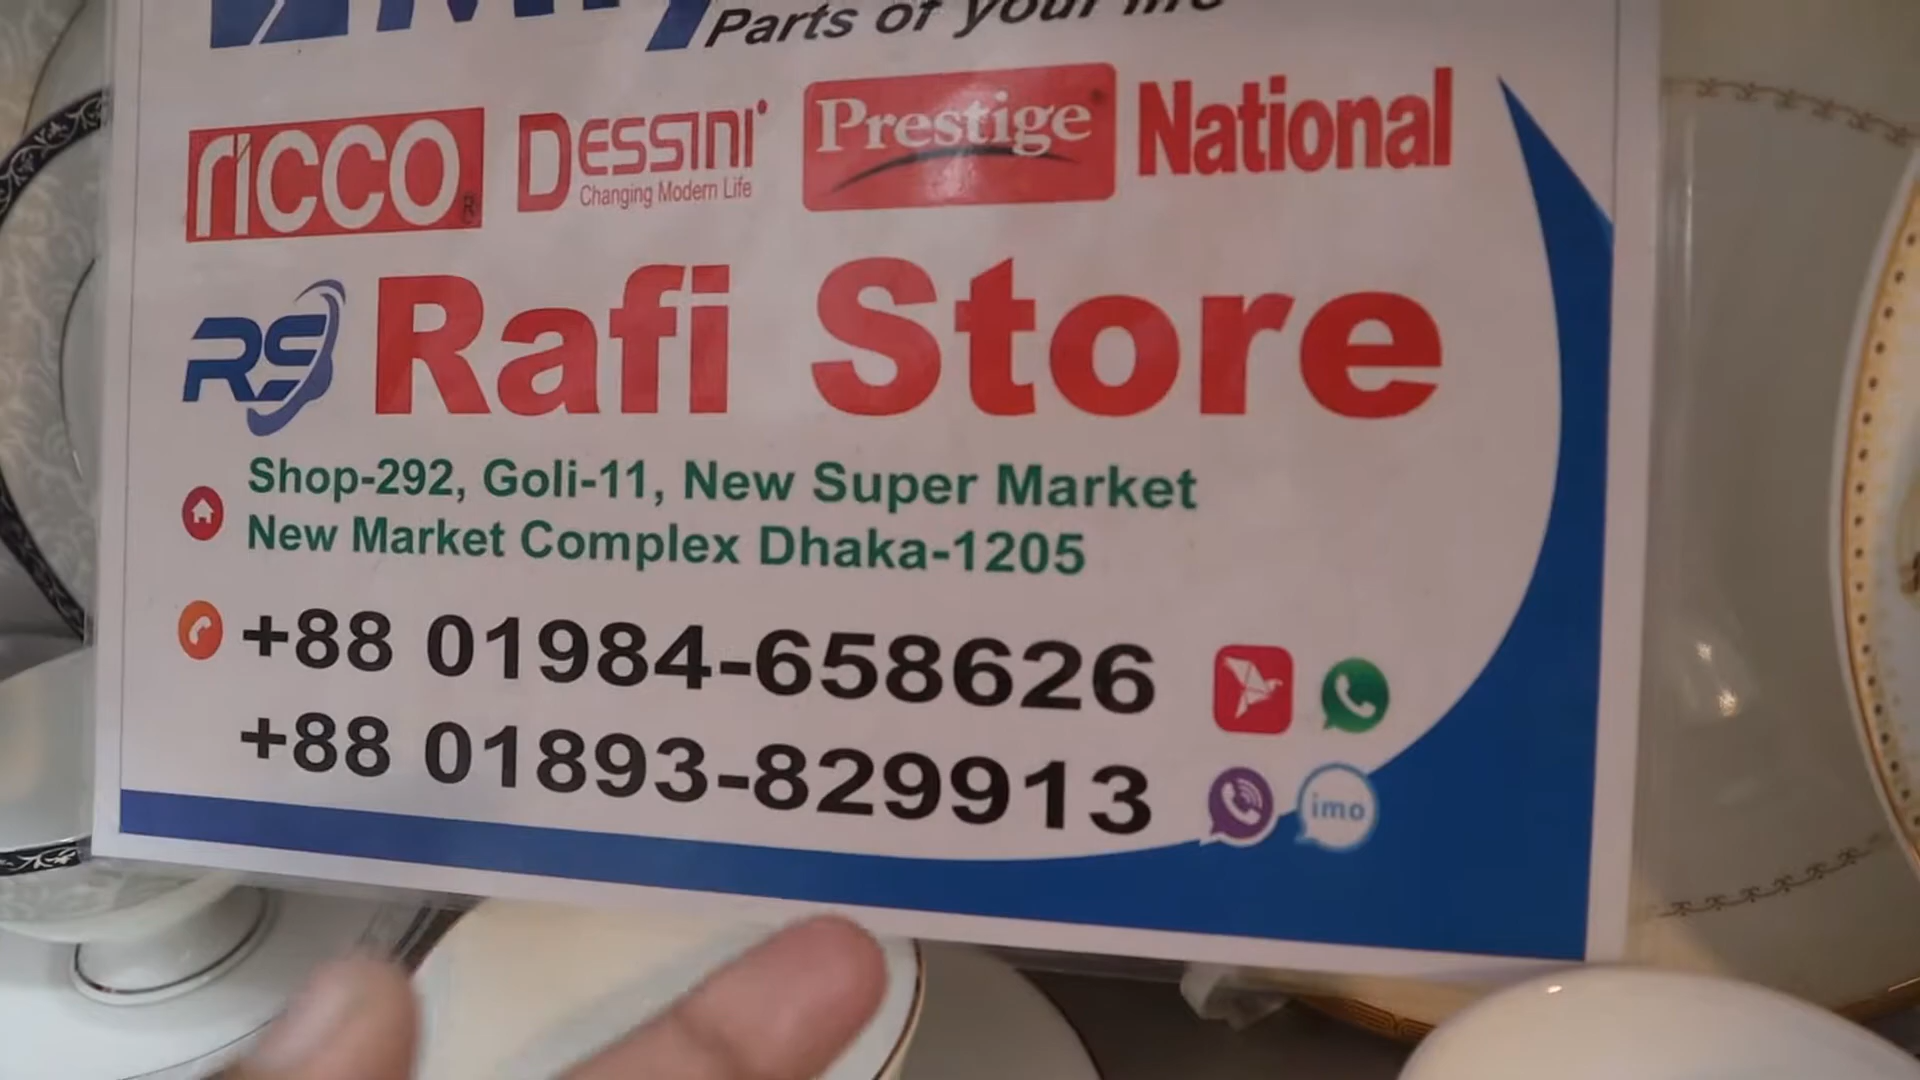 Parts of your life
RICCO®
DESSINI
Changing Modern Life
Prestige®
National
RS Rafi Store
Shop-292, Goli-11, New Super Market
New Market Complex Dhaka-1205
+88 01984-658626
+88 01893-829913
imo